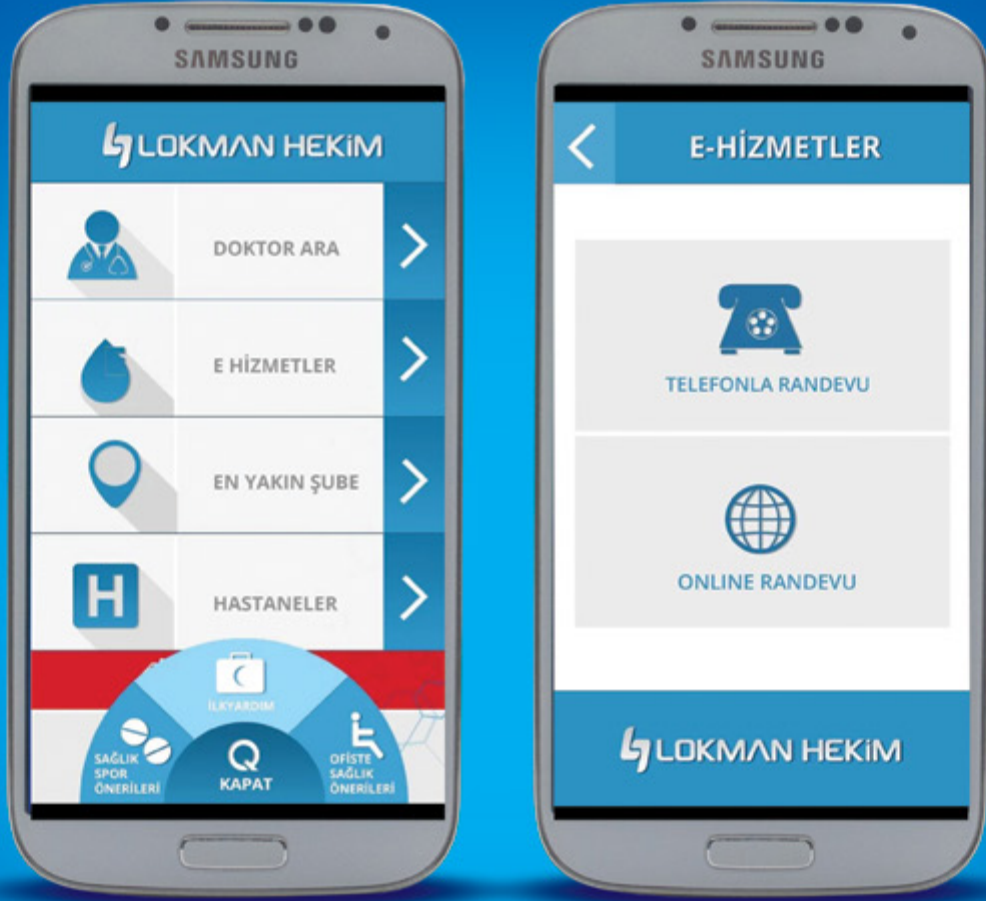 SAMSUNG
LOKMAN HEKİM
DOKTOR ARA
E HİZMETLER
EN YAKIN ŞUBE
H
HASTANELER
İLKYARDIM
SAĞLIK
SPOR
ÖNERİLERİ
Q
KAPAT
OFİSTE
SAĞLIK
ÖNERİLERİ
SAMSUNG
E-HİZMETLER
TELEFONLA RANDEVU
ONLINE RANDEVU
LOKMAN HEKİM